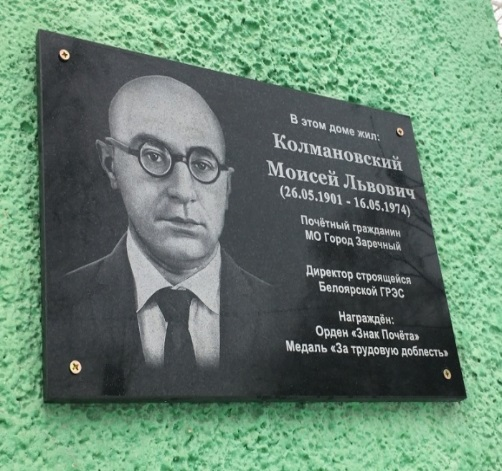 В этом доме жил:
Колмановский
Моисей Львович
(26.05.1901 - 16.05.1974)
Почётный гражданин
МО Город Заречный
Директор строящейся
Белоярской ГРЭС
Награждён:
Орден «Знак Почёта»
Медаль «За трудовую доблесть»